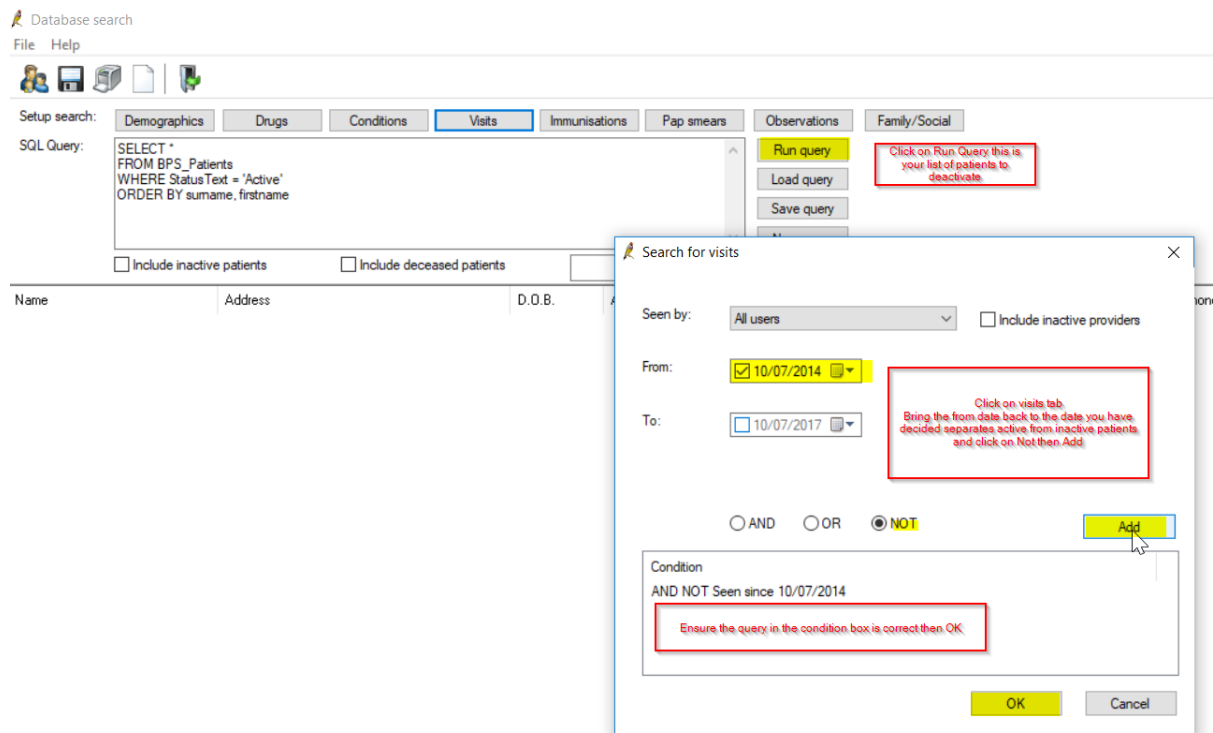 Database search
File Help
Setup search: Demographics Drugs Conditions Visits Immunisations Pap smears Observations Family/Social
SQL Query:
SELECT *
FROM BPS_Patients
WHERE StatusText = 'Active'
ORDER BY surname, firstname
Run query
Load query
Save query
Click on Run Query this is
your list of patients to
deactivate
Include inactive patients Include deceased patients
Name Address D.O.B.
Search for visits
Seen by: All users Include inactive providers
From: 10/07/2014
To: 10/07/2017
Click on visits tab
Bring the from date back to the date you have
decided separates active from inactive patients
and click on Not then Add
AND OR NOT Add
Condition
AND NOT Seen since 10/07/2014
Ensure the query in the condition box is correct then OK
OK Cancel